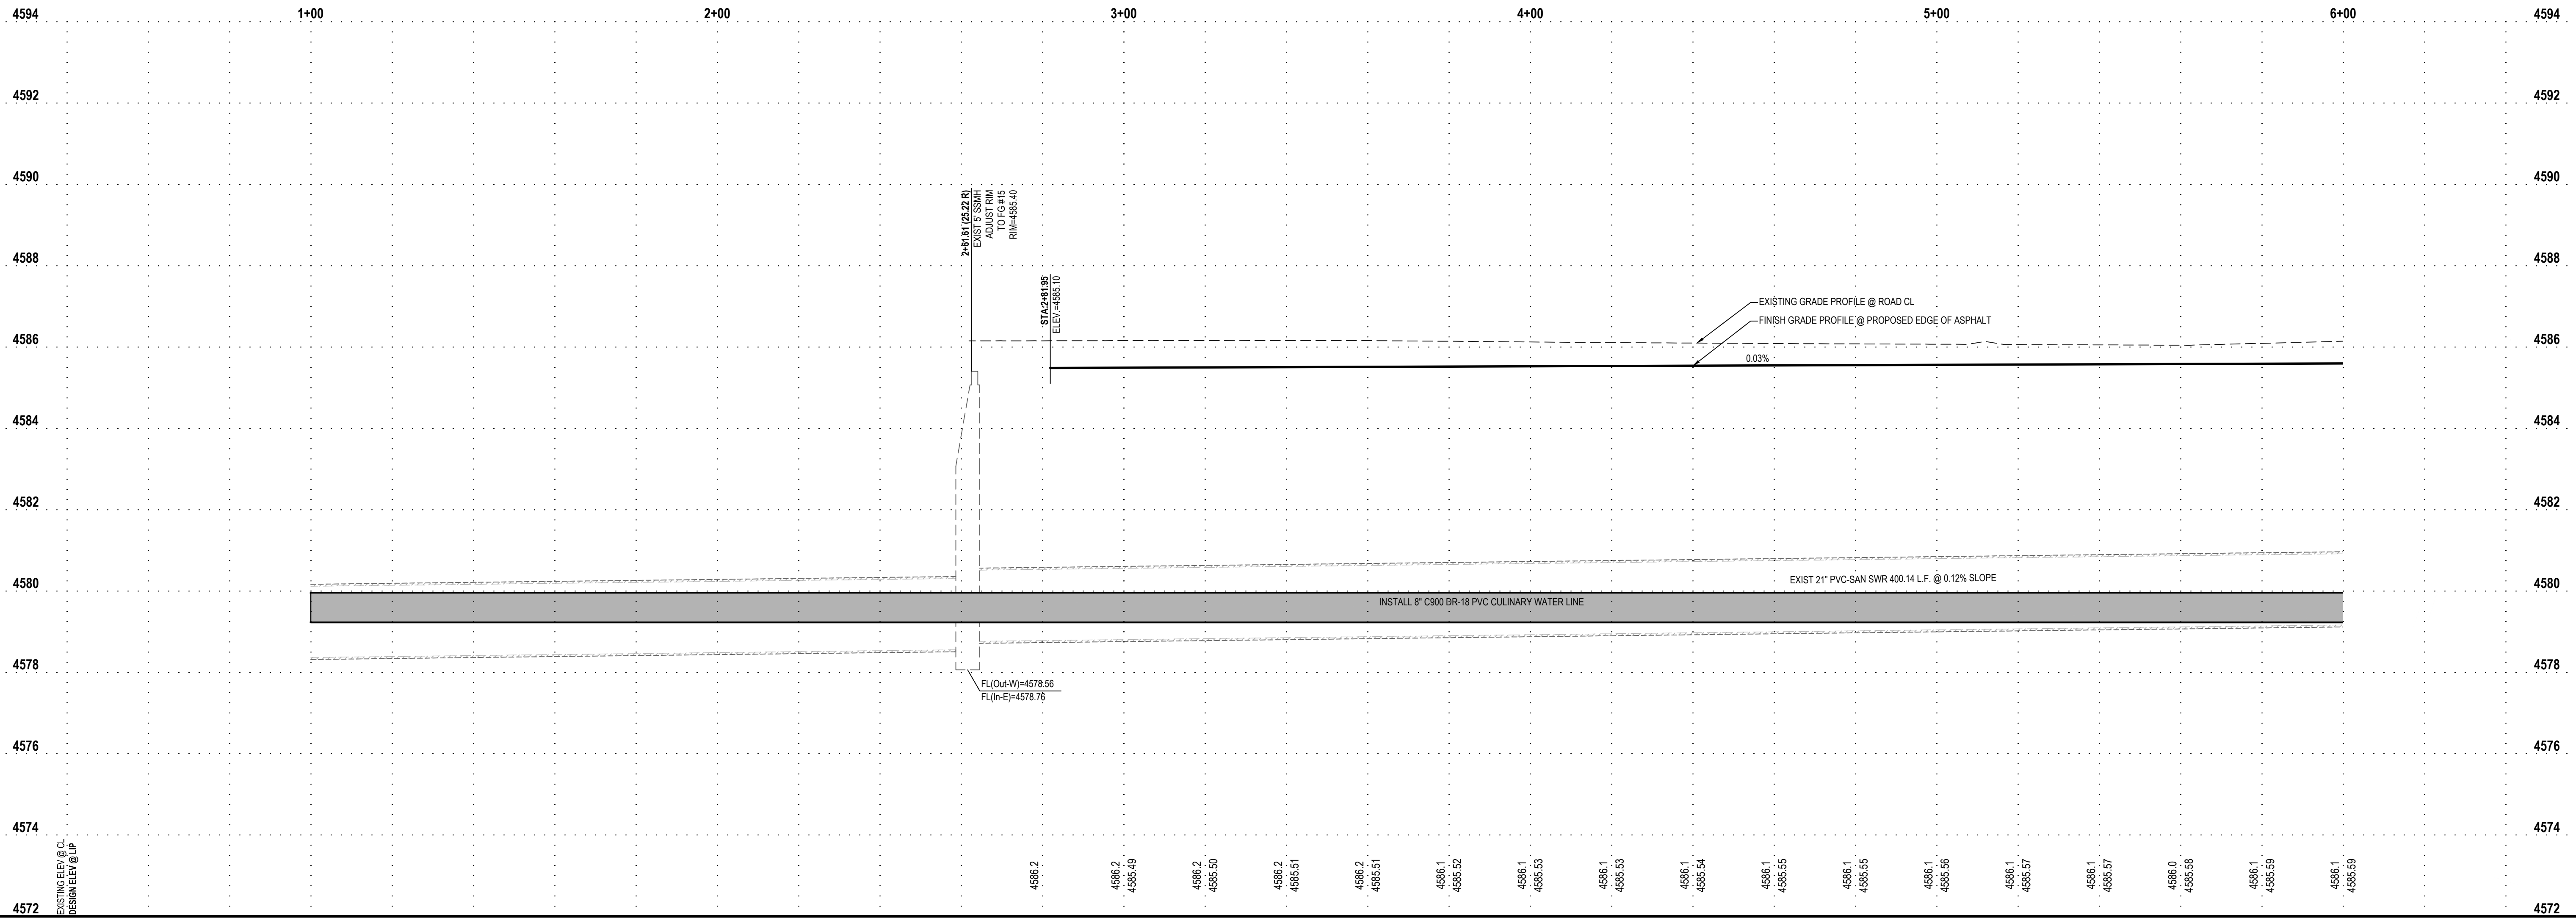 1+00 2+00 3+00 4+00 5+00 6+00
4594 4594
4592 4592
4590 4590
2+61.61 (25.22 R)
EXIST 5' SSMH
ADJUST RIM
TO FG #15
RIM=4585.40
4588 4588
STA:2+81.95
ELEV.=4585.10
EXISTING GRADE PROFILE @ ROAD CL
FINISH GRADE PROFILE @ PROPOSED EDGE OF ASPHALT
4586 4586
0.03%
4584 4584
4582 4582
4580 4580
EXIST 21" PVC-SAN SWR 400.14 L.F. @ 0.12% SLOPE
INSTALL 8" C900 DR-18 PVC CULINARY WATER LINE
4578 4578
FL(Out-W)=4578.56
FL(In-E)=4578.76
4576 4576
4574 4574
EXISTING ELEV @ CL
DESIGN ELEV @ LIP
4586.2
4586.2
4585.49
4586.2
4585.50
4586.2
4585.51
4586.2
4585.51
4586.1
4585.52
4586.1
4585.53
4586.1
4585.53
4586.1
4585.54
4586.1
4585.55
4586.1
4585.55
4586.1
4585.56
4586.1
4585.57
4586.1
4585.57
4586.0
4585.58
4586.1
4585.59
4586.1
4585.59
4572 4572